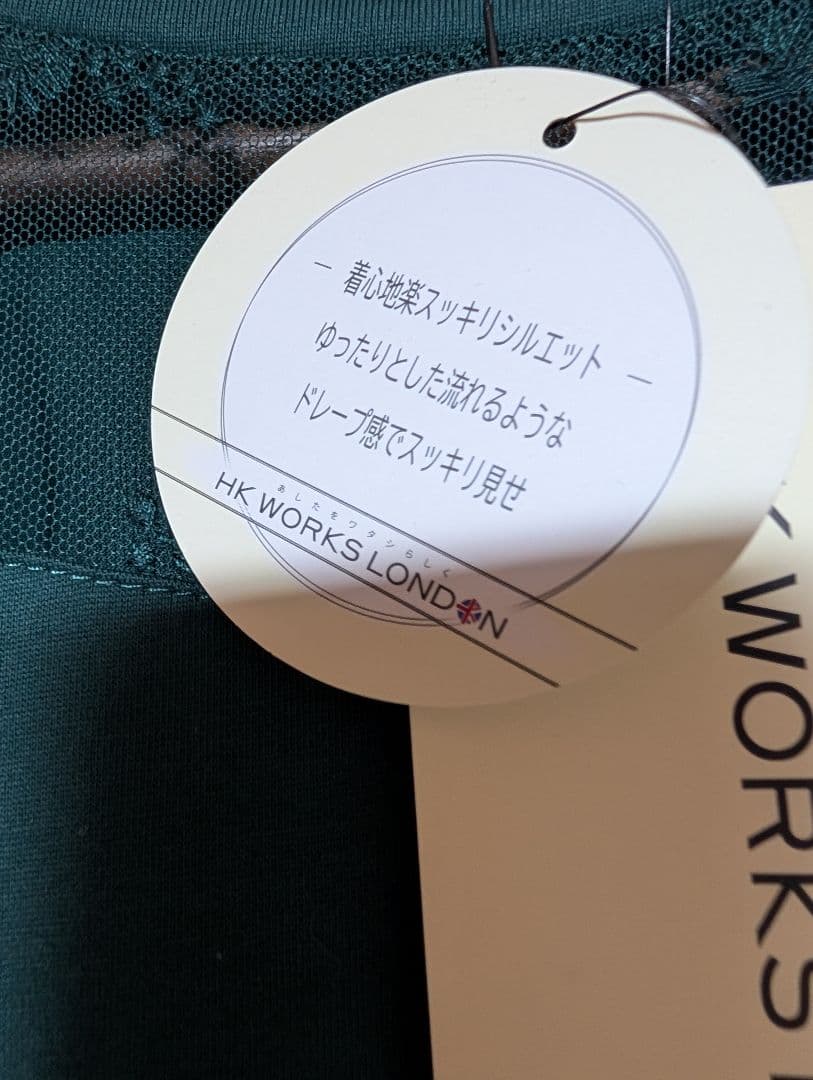 ― 着心地楽スッキリシルエット ―
ゆったりとした流れるような
ドレープ感でスッキリ見せ
あしたをワタシらしく
HK WORKS LONDON
WORKS